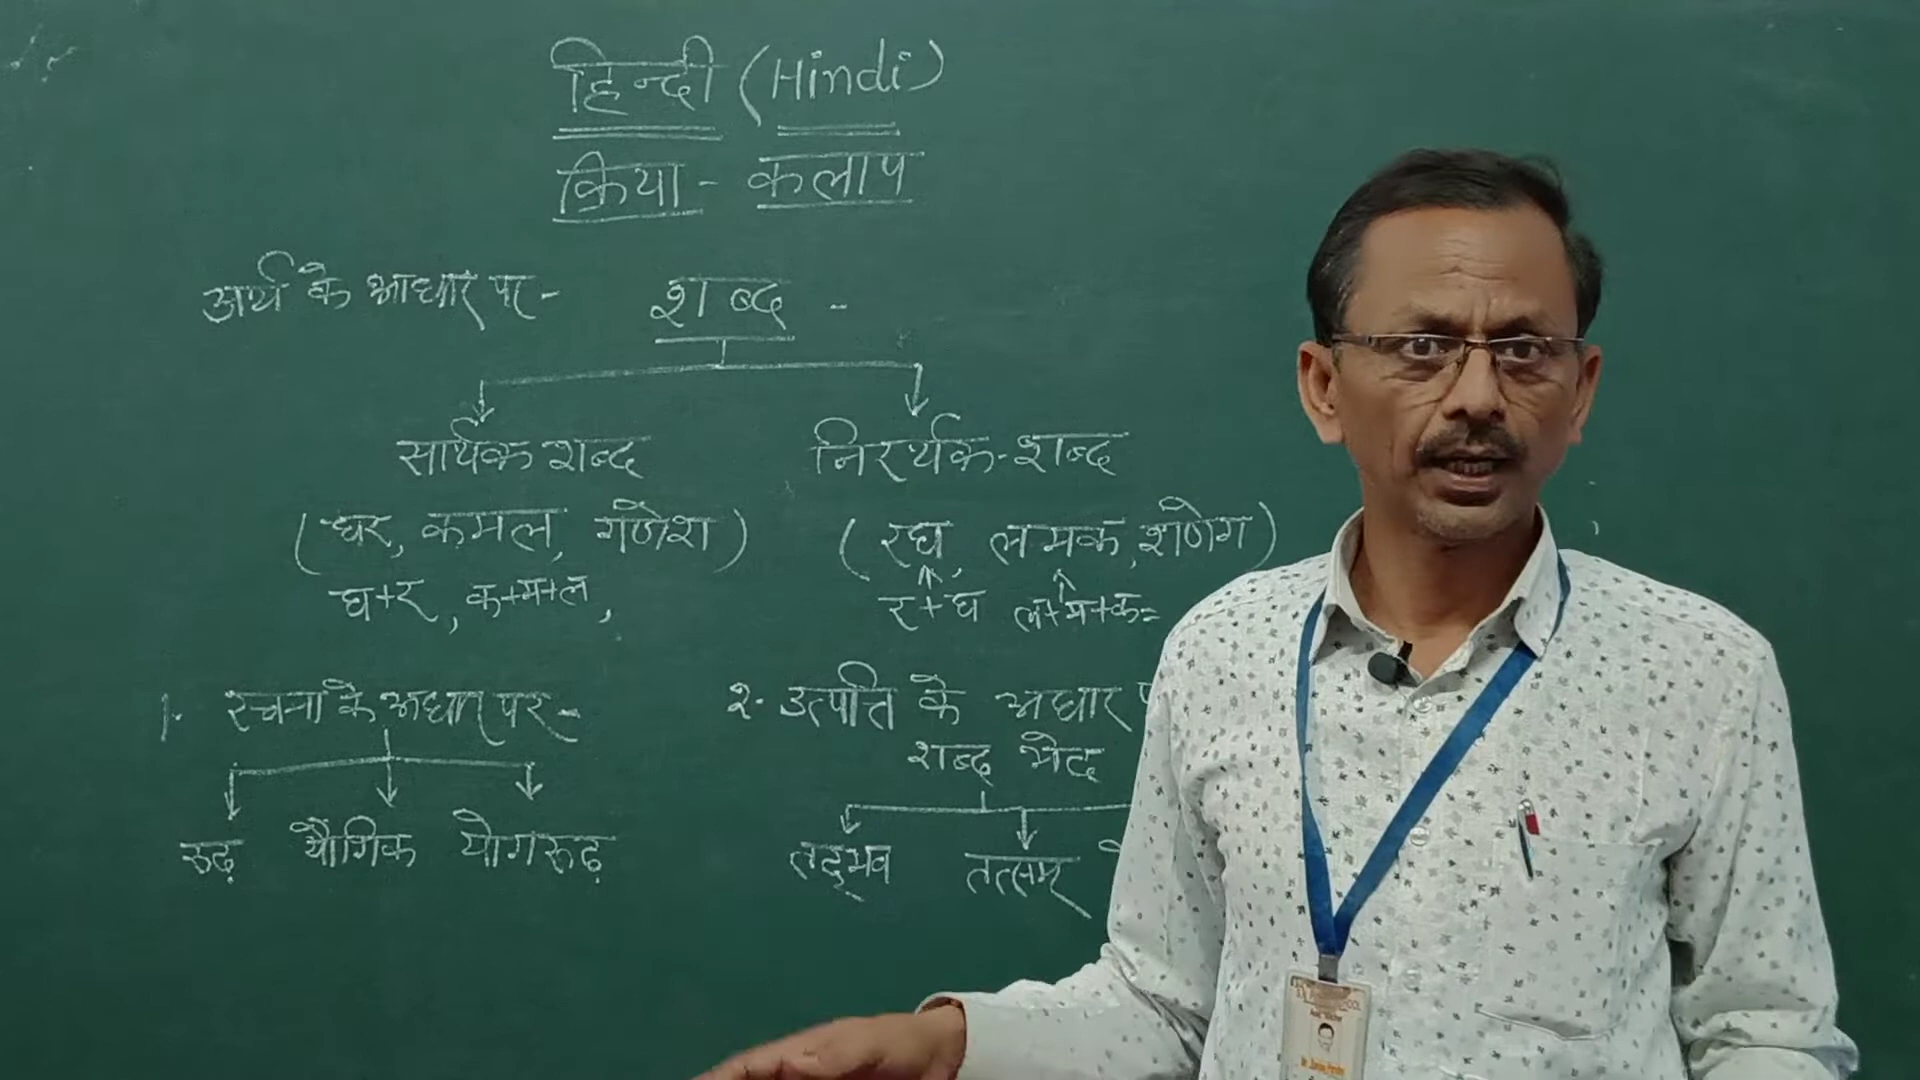 हिन्दी (Hindi)
क्रिया - कलाप
अर्थ के आधार पर - शब्द -
सार्थक शब्द निरर्थक - शब्द
(घर, कमल, गणेश) (रघ, लमक, शणेग)
घ+र, क+म+ल, र+घ ल+म+क=
1. रचना के आधार पर - २. उत्पत्ति के आधार
शब्द भेद
रूढ़ यौगिक योगरूढ़ तद्भव तत्सम्